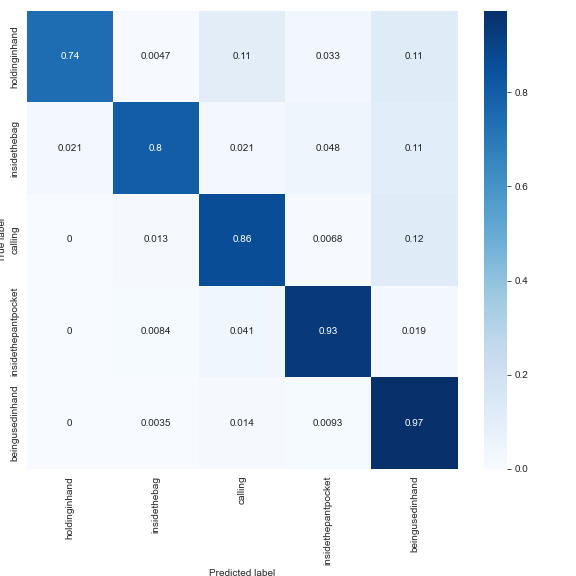 holdinginhand
0.74 0.0047 0.11 0.033 0.11
insidethebag
0.021 0.8 0.021 0.048 0.11
True label
calling
0 0.013 0.86 0.0068 0.12
insidethepantpocket
0 0.0084 0.041 0.93 0.019
beingusedinhand
0 0.0035 0.014 0.0093 0.97
holdinginhand
insidethebag
calling
insidethepantpocket
beingusedinhand
Predicted label
0.8
0.6
0.4
0.2
0.0